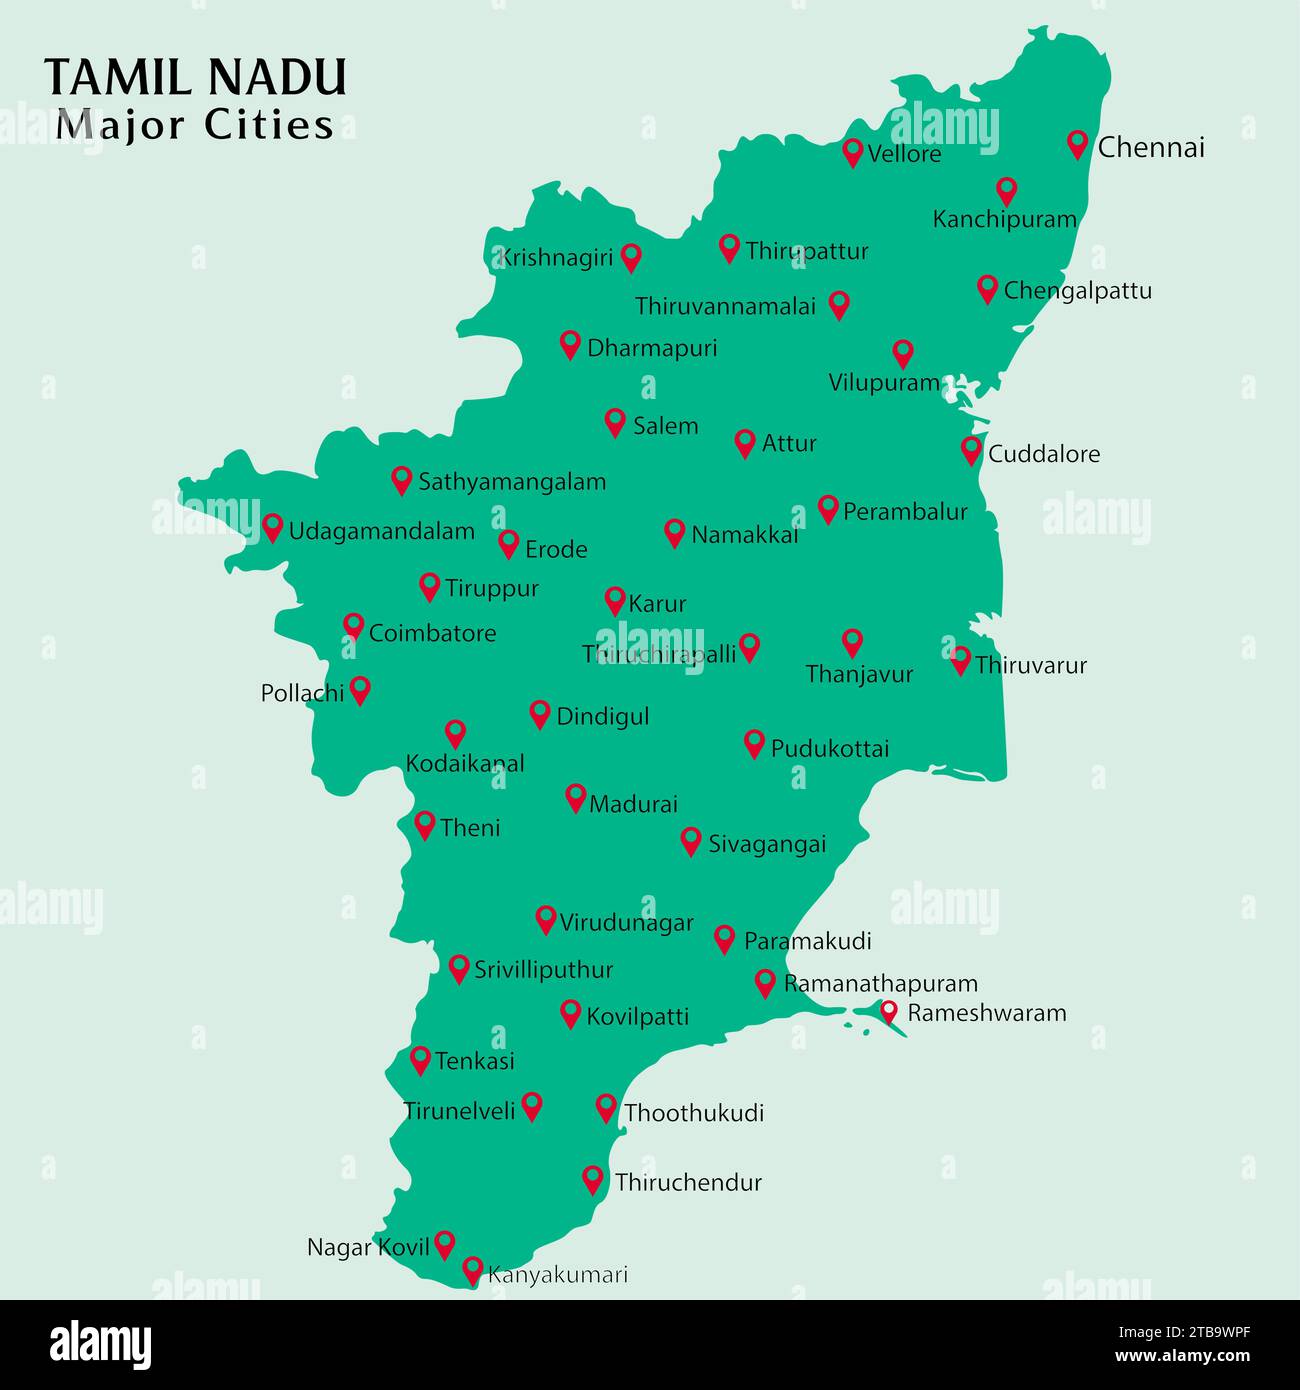 TAMIL NADU
Major Cities
Chennai
Vellore
Kanchipuram
Krishnagiri
Thirupattur
Chengalpattu
Thiruvannamalai
Dharmapuri
Vilupuram
Salem
Attur
Cuddalore
Sathyamangalam
Perambalur
Udagamandalam
Namakkal
Erode
Tiruppur
Karur
Coimbatore
Thiruchirapalli
Thanjavur
Thiruvarur
Pollachi
Dindigul
Pudukottai
Kodaikanal
Madurai
Theni
Sivagangai
Virudunagar
Paramakudi
Srivilliputhur
Ramanathapuram
Kovilpatti
Rameshwaram
Tenkasi
Tirunelveli
Thoothukudi
Thiruchendur
Nagar Kovil
Kanyakumari
alamy
Image ID: 2TB9WPF
www.alamy.com